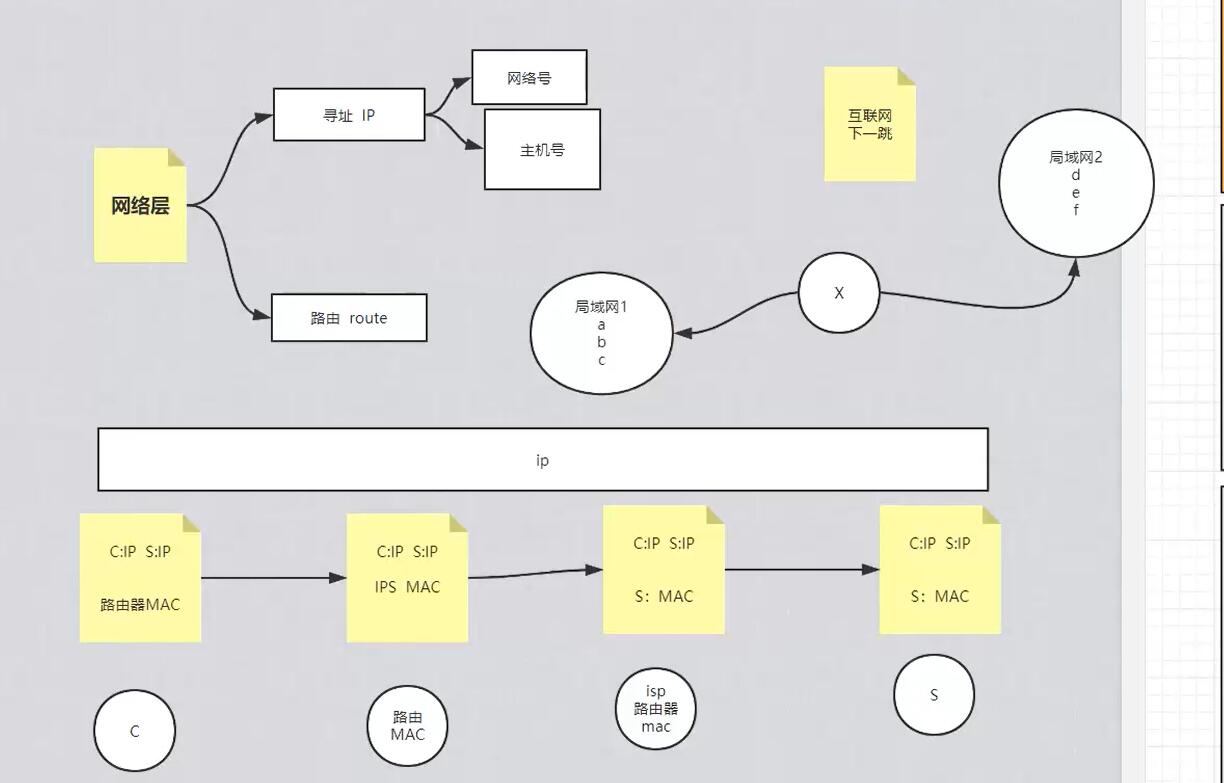 网络层
寻址 IP
网络号
主机号
路由 route
互联网
下一跳
局域网1
a
b
c
X
局域网2
d
e
f
ip
C:IP S:IP
路由器MAC
C:IP S:IP
IPS MAC
C:IP S:IP
S：MAC
C:IP S:IP
S：MAC
C
路由
MAC
isp
路由器
mac
S